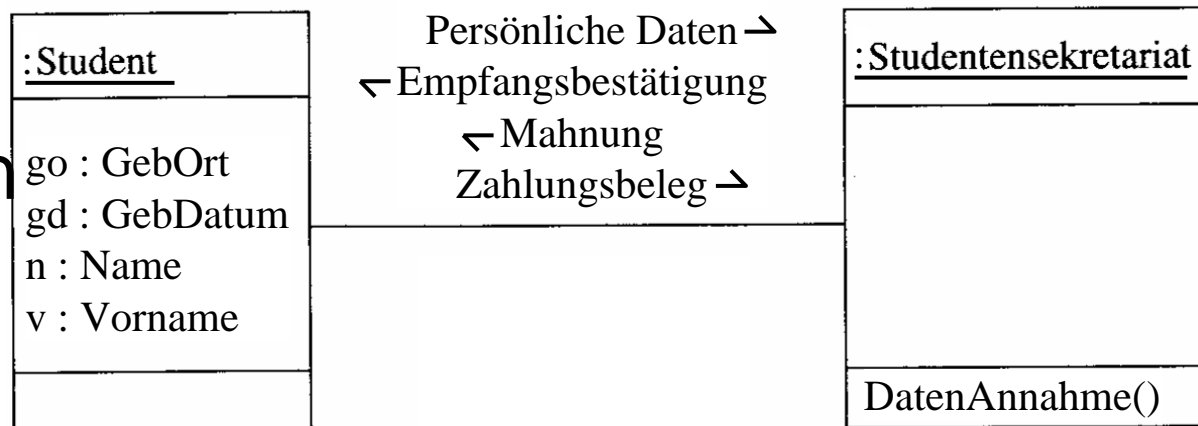 :Student
n
go : GebOrt
gd : GebDatum
n : Name
v : Vorname
Persönliche Daten
Empfangsbestätigung
Mahnung
Zahlungsbeleg
:Studentensekretariat
DatenAnnahme()